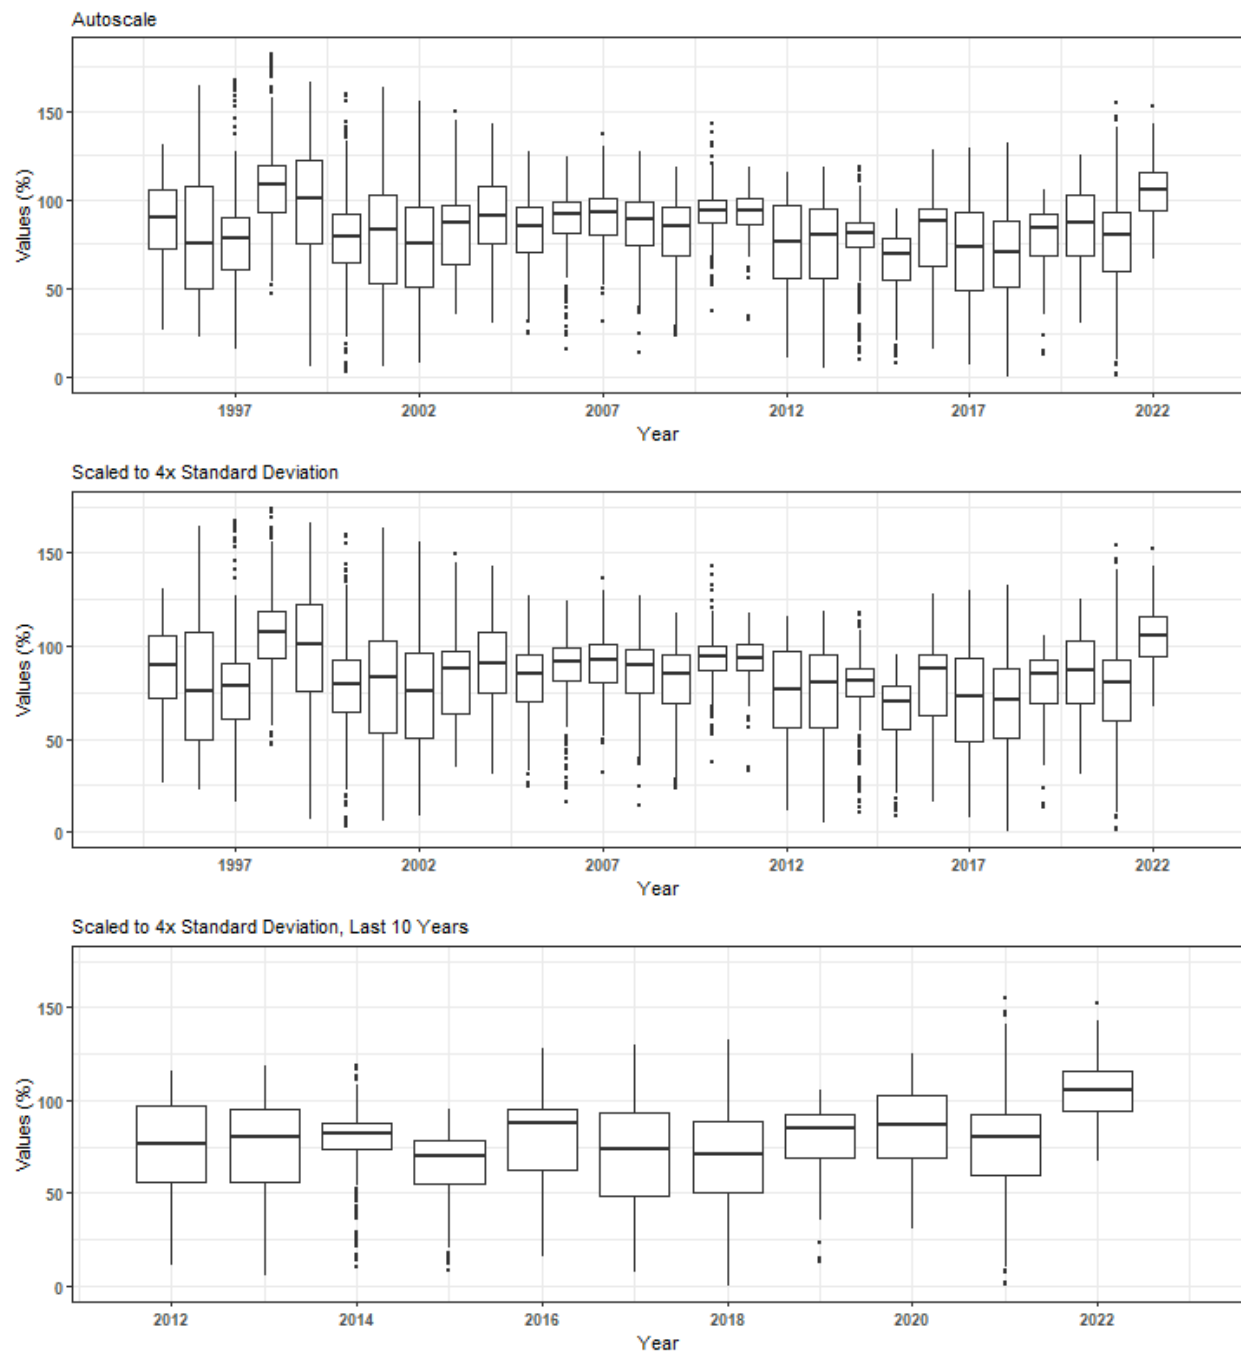 Autoscale
Values (%)
150
100
50
0
1997 2002 2007 2012 2017 2022
Year
Scaled to 4x Standard Deviation
Values (%)
150
100
50
0
1997 2002 2007 2012 2017 2022
Year
Scaled to 4x Standard Deviation, Last 10 Years
Values (%)
150
100
50
0
2012 2014 2016 2018 2020 2022
Year